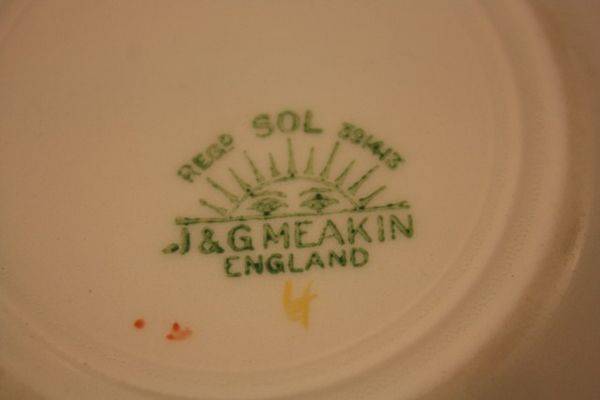 REGD SOL 391413
J & G MEAKIN
ENGLAND